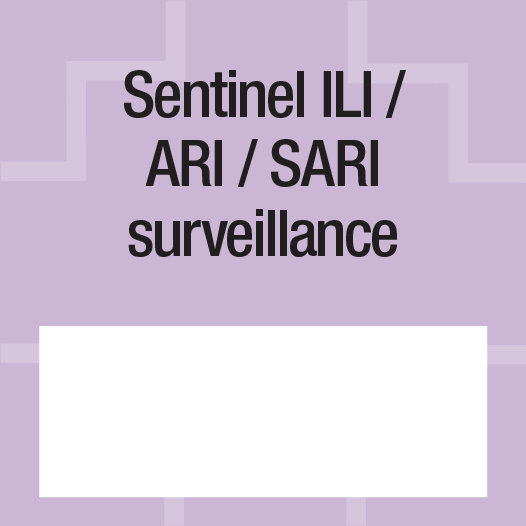 Sentinel ILI /
ARI / SARI
surveillance